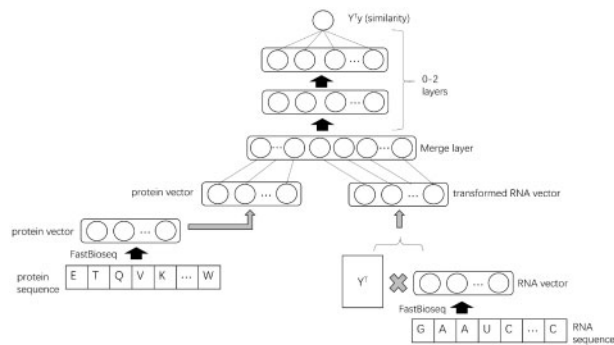 Yᵀy (similarity)
...
0-2
layers
...
... ...
Merge layer
protein vector
...
...
transformed RNA vector
protein vector
...
FastBioseq
protein
sequence
E T Q V K ... W
Yᵀ
...
RNA vector
FastBioseq
G A A U C ... C
RNA
sequence